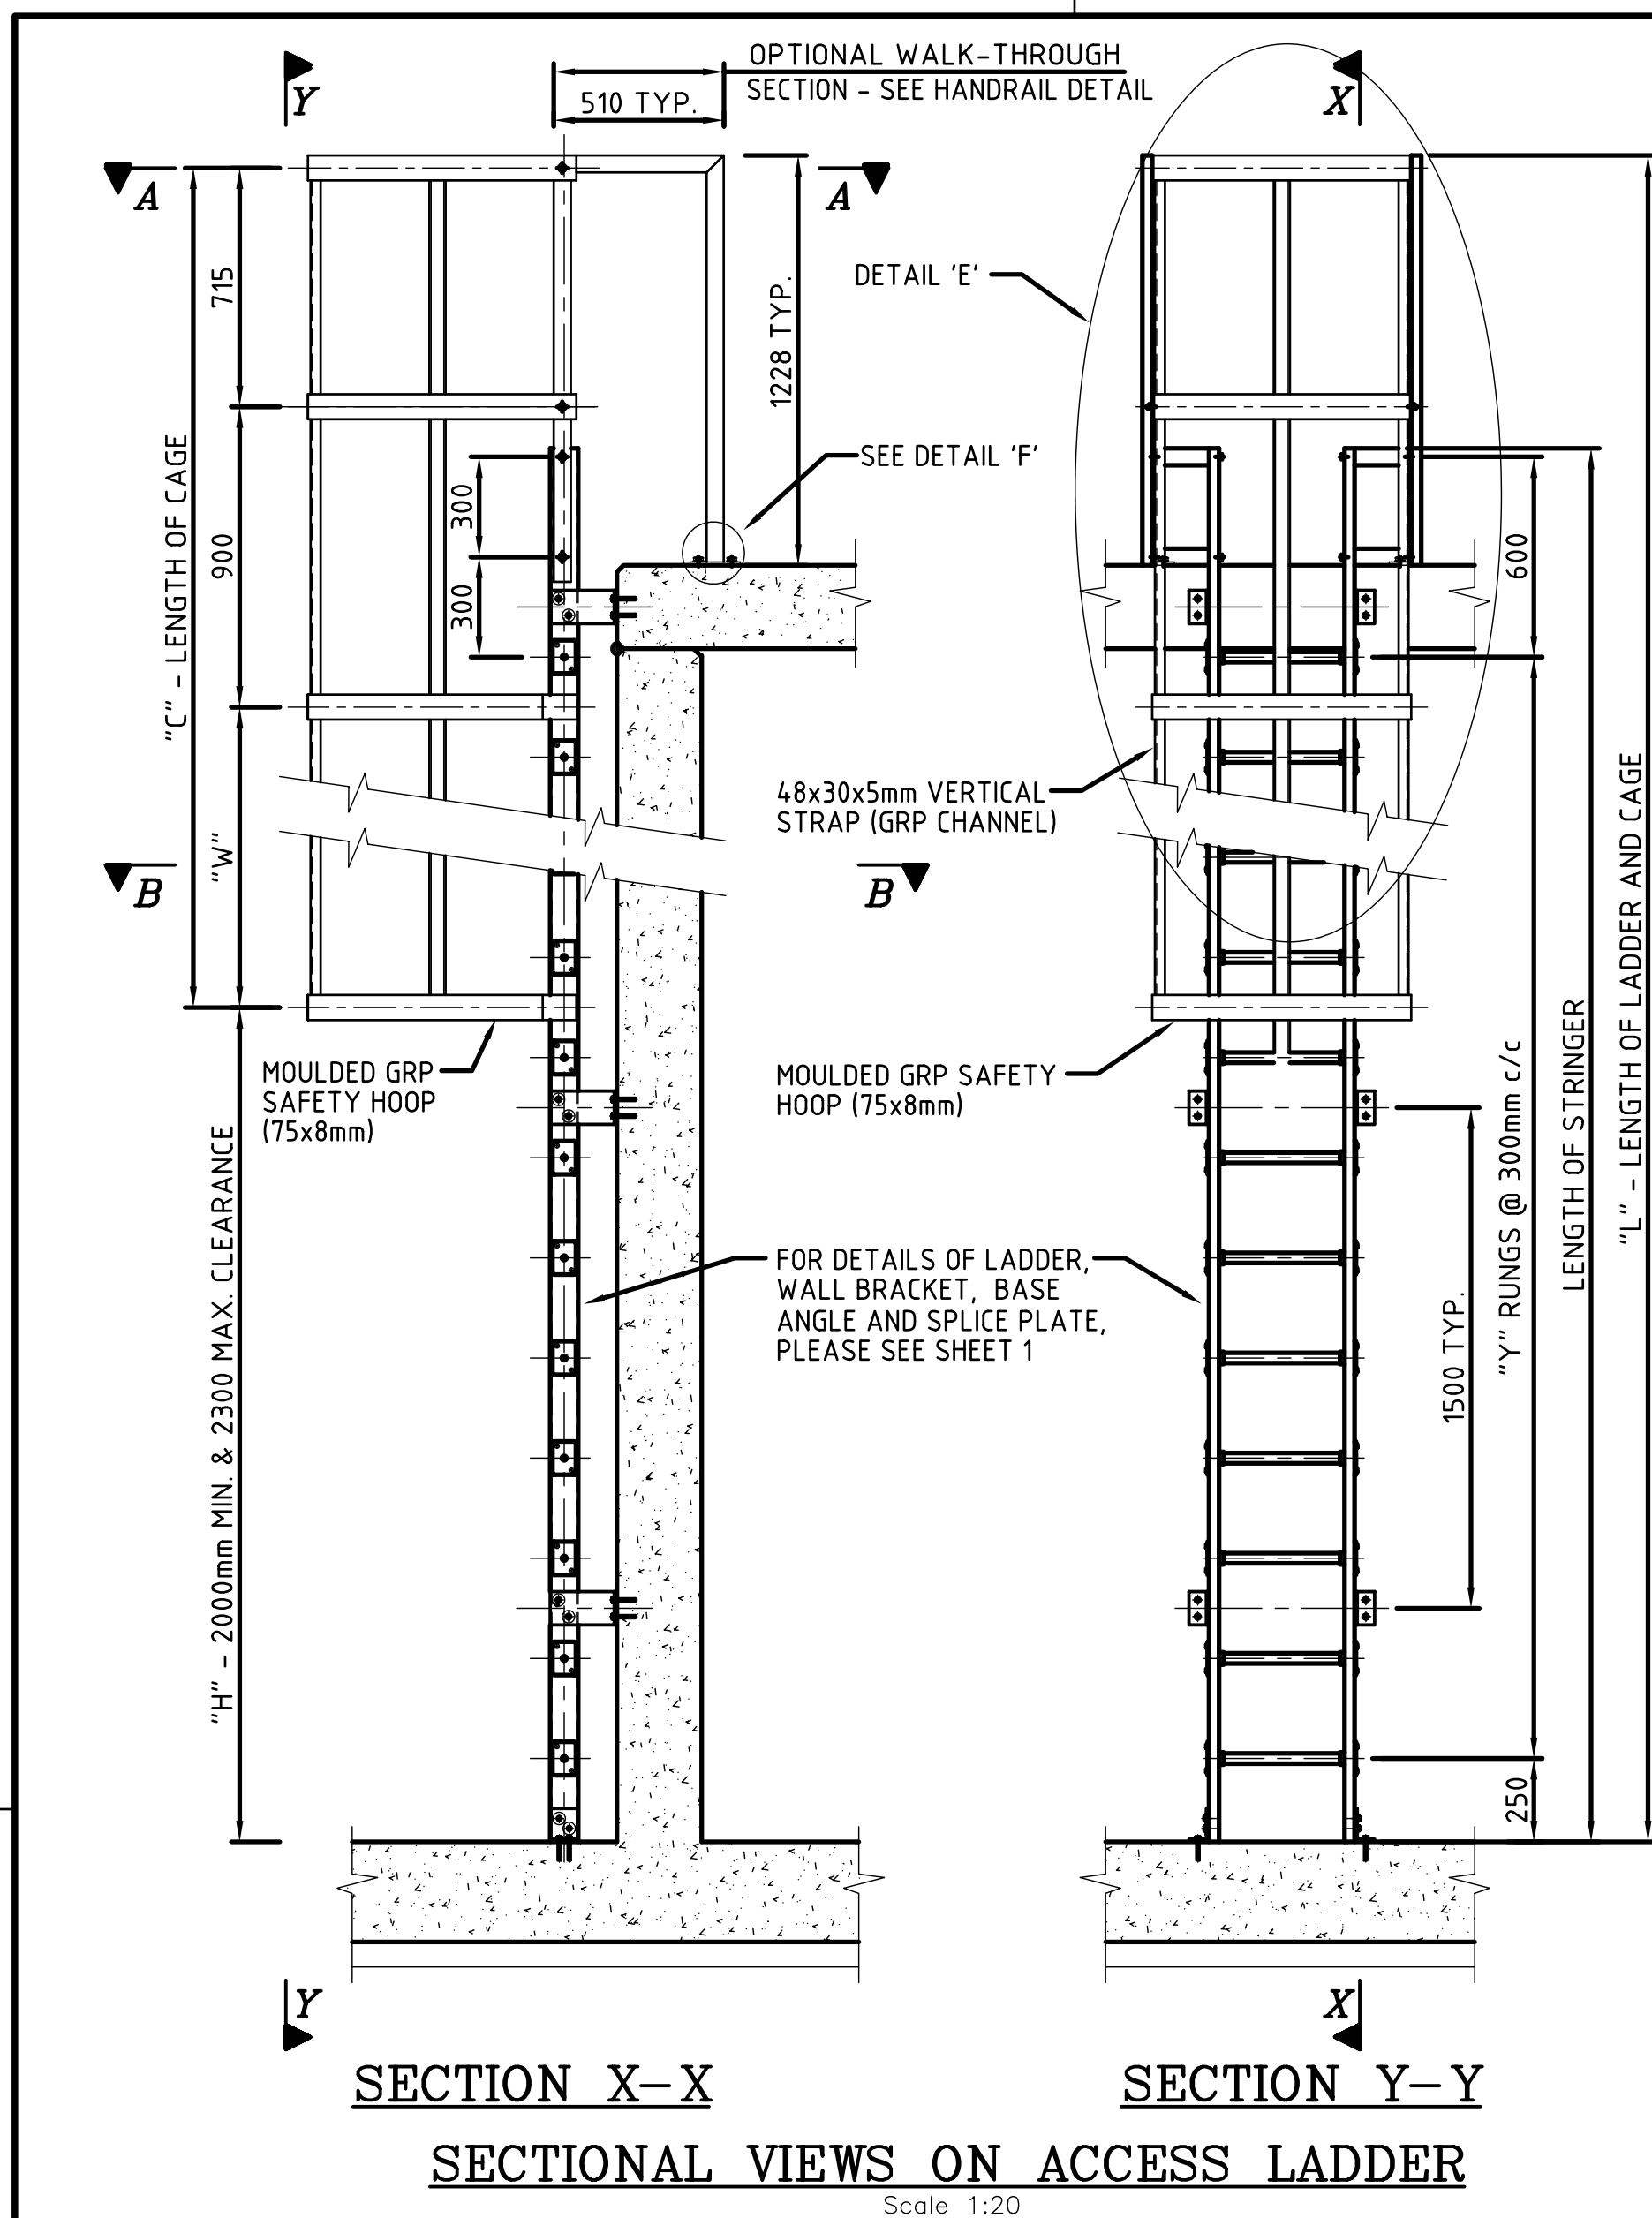 OPTIONAL WALK-THROUGH
SECTION - SEE HANDRAIL DETAIL
510 TYP.
Y
X
A
A
715
1228 TYP.
DETAIL 'E'
SEE DETAIL 'F'
"C" - LENGTH OF CAGE
900
300
300
600
"W"
48x30x5mm VERTICAL
STRAP (GRP CHANNEL)
B
B
"L" - LENGTH OF LADDER AND CAGE
MOULDED GRP
SAFETY HOOP
(75x8mm)
MOULDED GRP SAFETY
HOOP (75x8mm)
"H" - 2000mm MIN. & 2300 MAX. CLEARANCE
FOR DETAILS OF LADDER,
WALL BRACKET, BASE
ANGLE AND SPLICE PLATE,
PLEASE SEE SHEET 1
1500 TYP.
"Y" RUNGS @ 300mm c/c
LENGTH OF STRINGER
250
Y
X
SECTION X-X
SECTION Y-Y
SECTIONAL VIEWS ON ACCESS LADDER
Scale 1:20